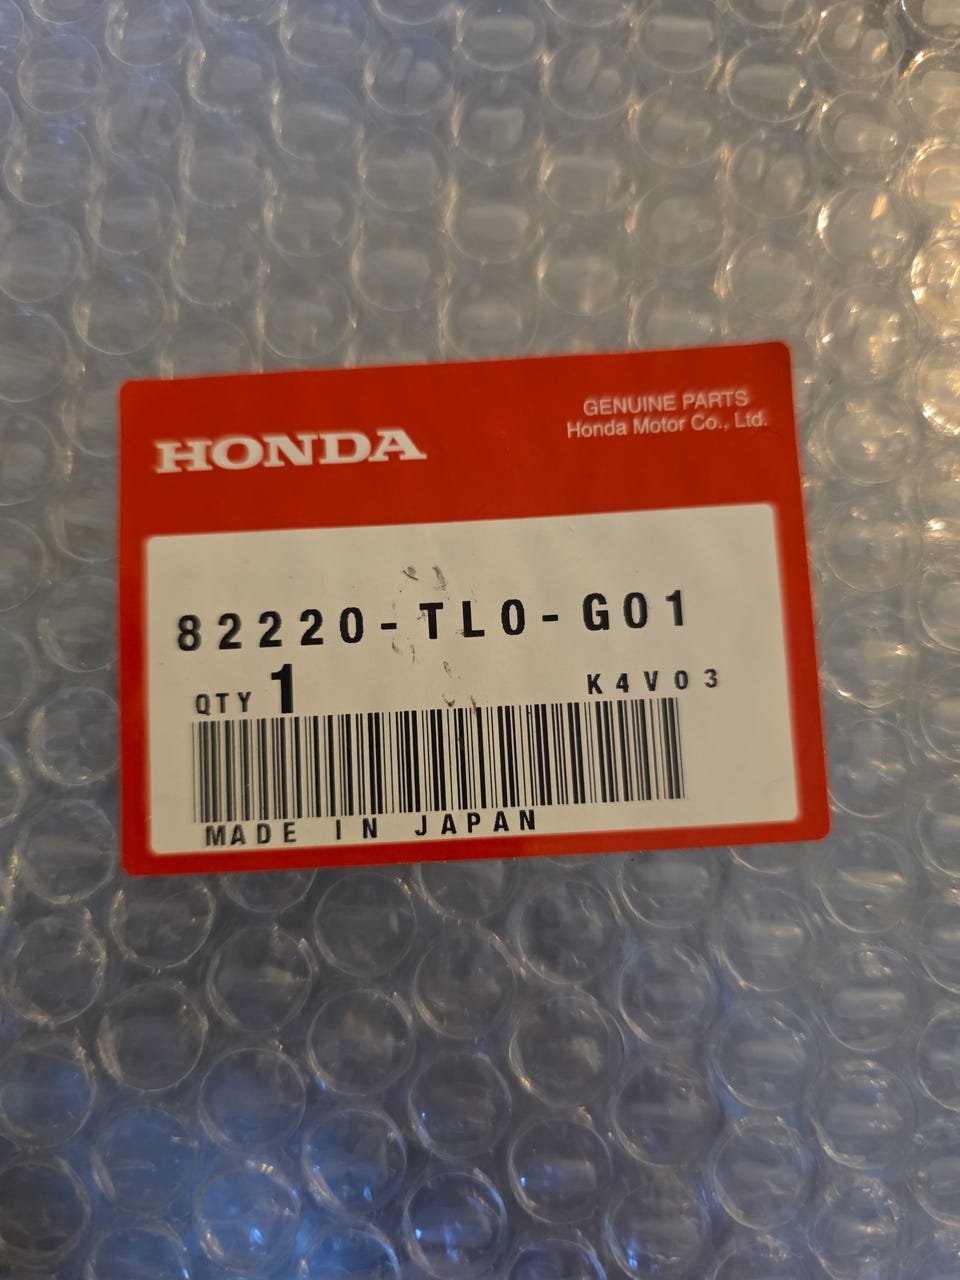 HONDA
GENUINE PARTS
Honda Motor Co., Ltd.
82220-TL0-G01
QTY 1
K4V03
MADE IN JAPAN